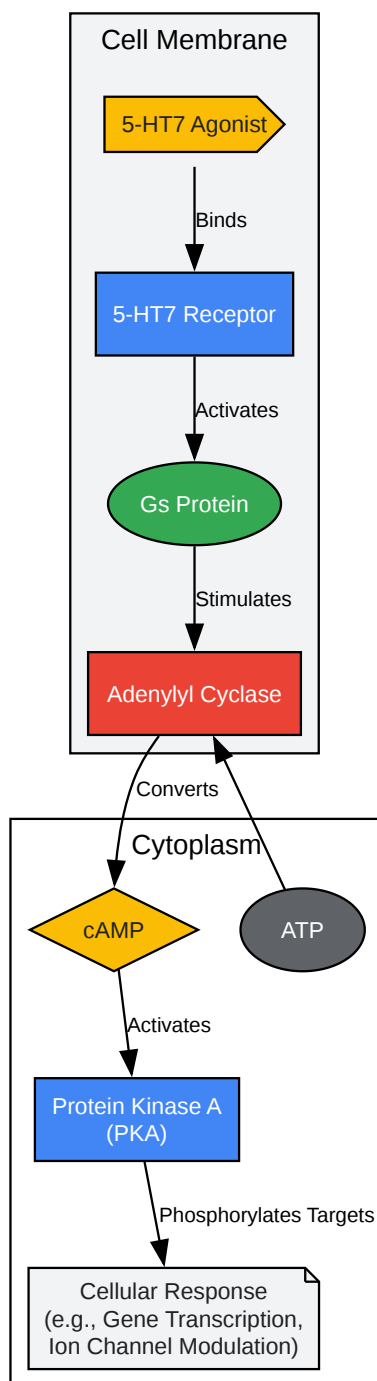 Cell Membrane
5-HT7 Agonist
Binds
5-HT7 Receptor
Activates
Gs Protein
Stimulates
Adenylyl Cyclase
Converts
Cytoplasm
cAMP
ATP
Activates
Protein Kinase A
(PKA)
Phosphorylates Targets
Cellular Response
(e.g., Gene Transcription,
Ion Channel Modulation)